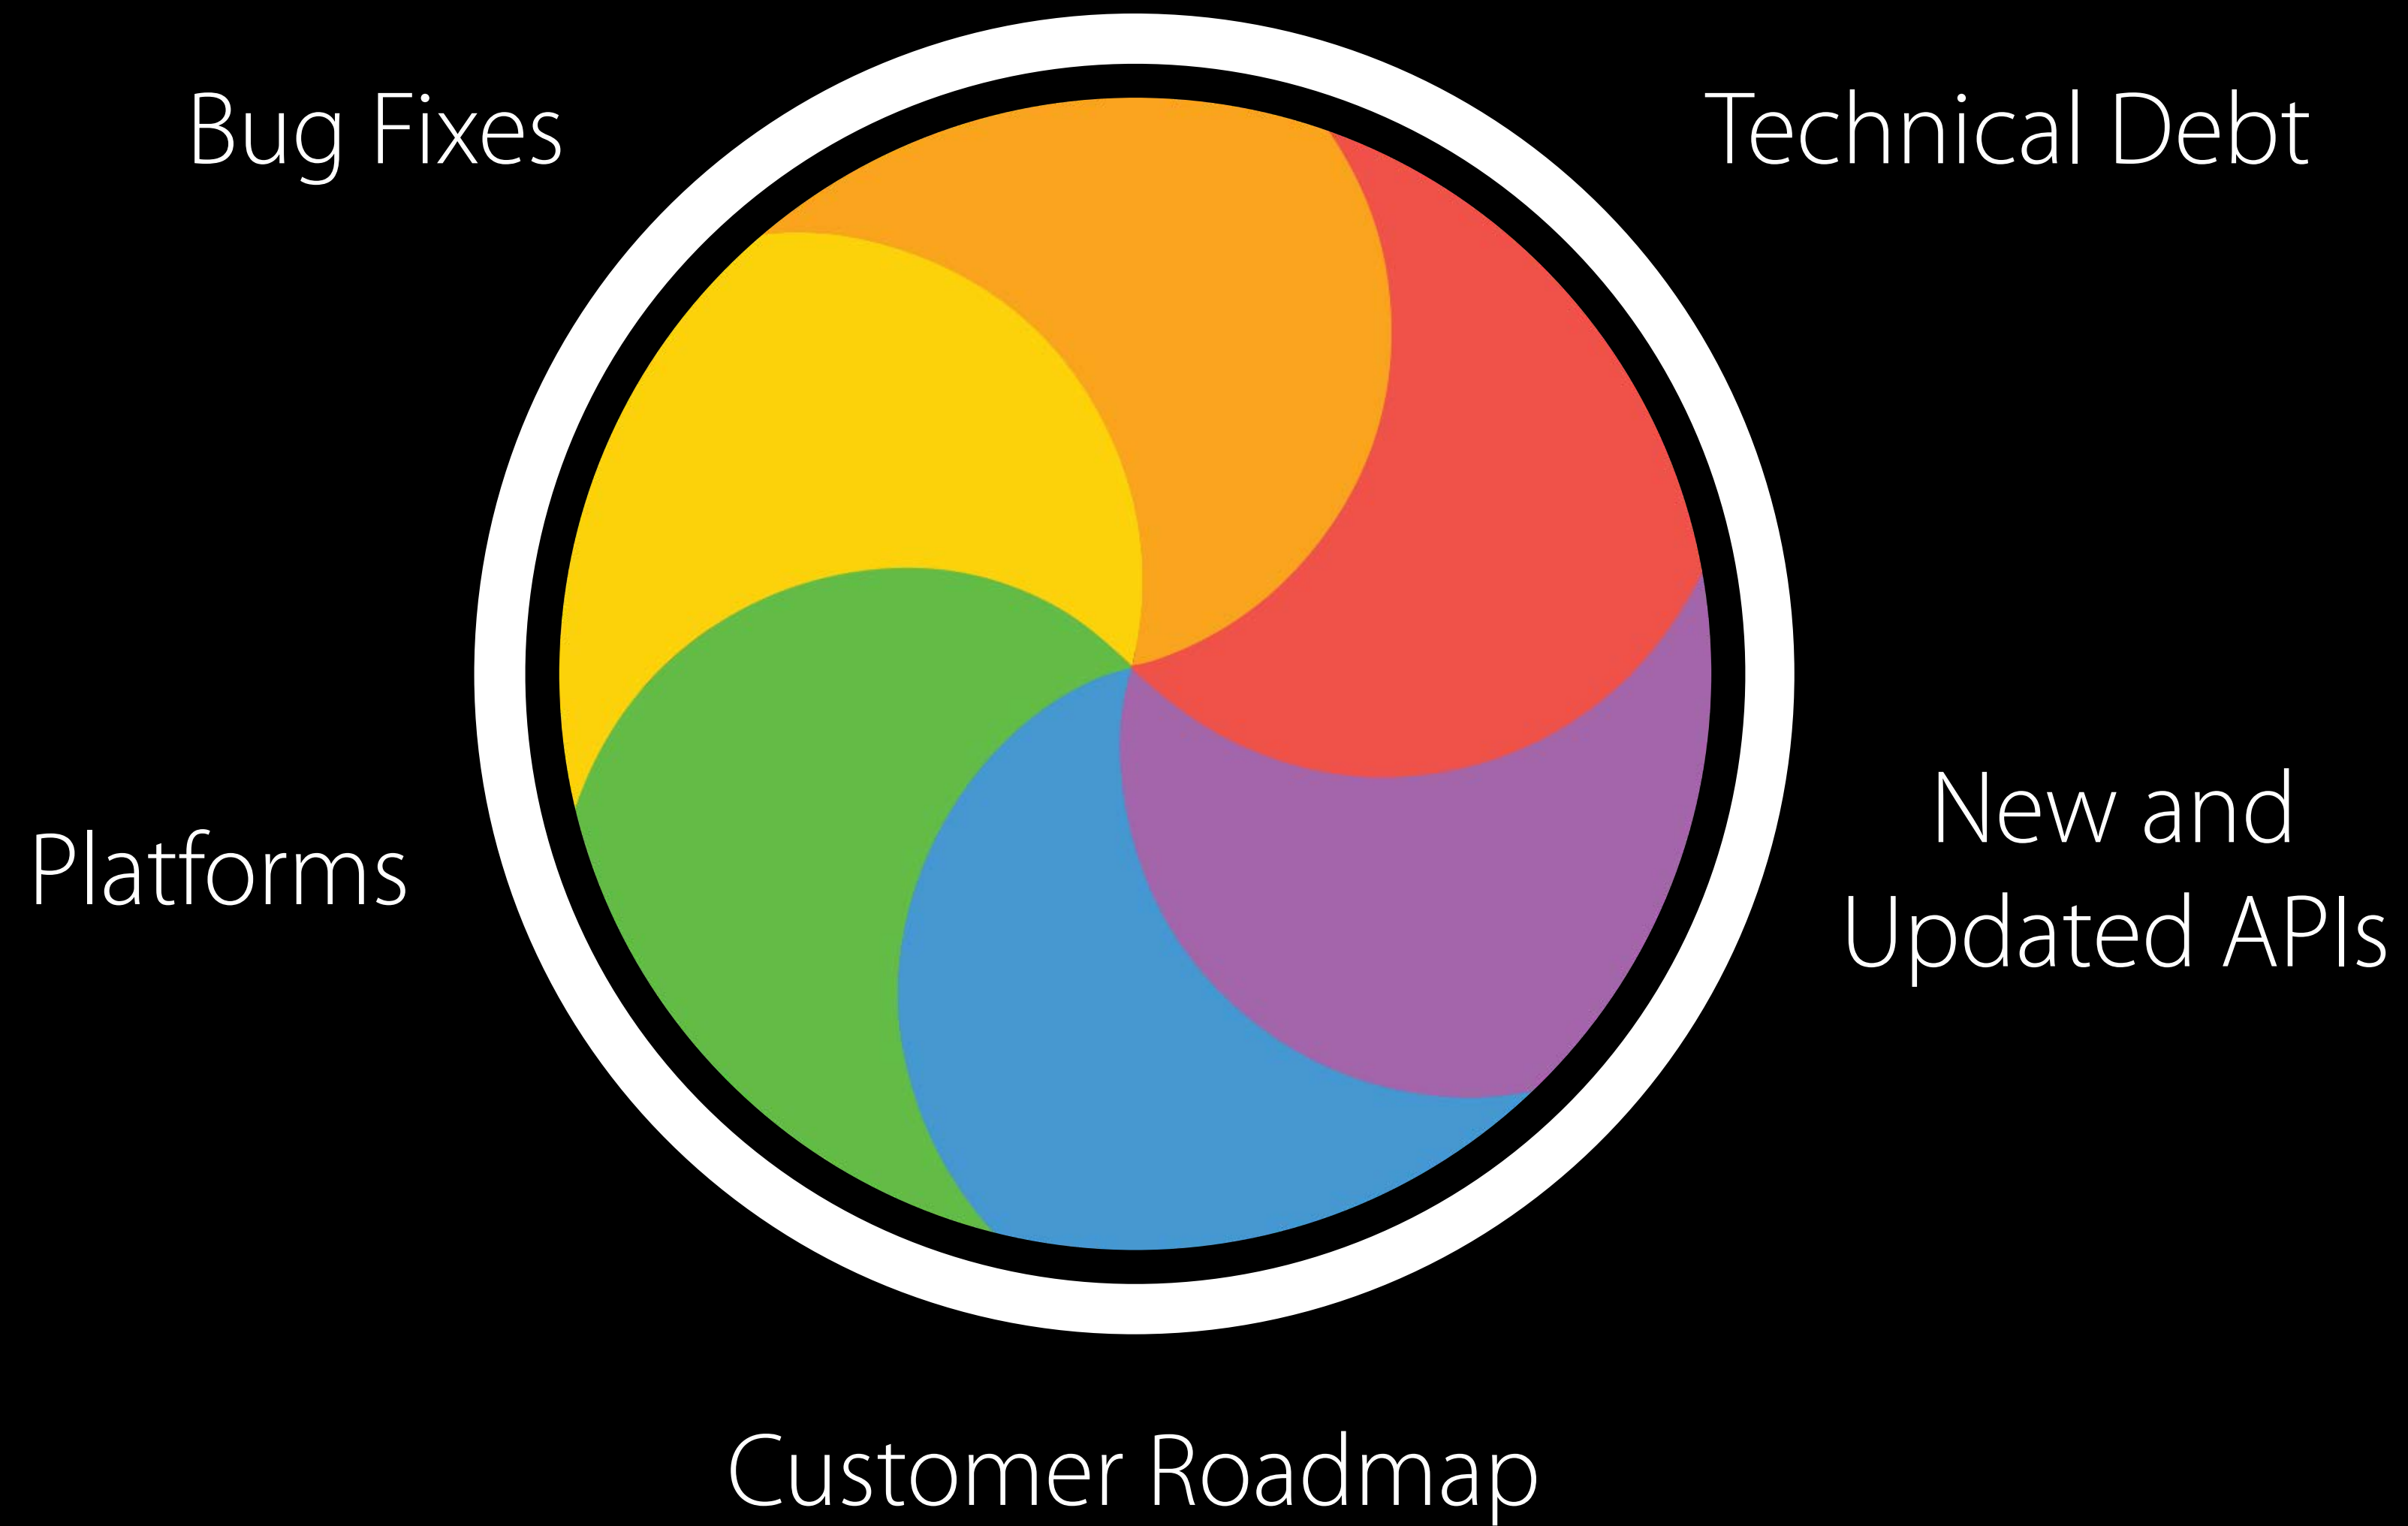 Bug Fixes
Technical Debt
Platforms
New and
Updated APIs
Customer Roadmap